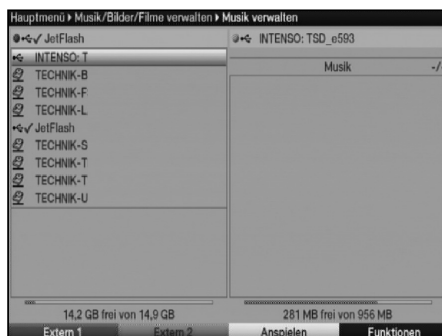 Hauptmenü ▸ Musik/Bilder/Filme verwalten ▸ Musik verwalten
JetFlash
INTENSO: T
TECHNIK-B
TECHNIK-F
TECHNIK-L
JetFlash
TECHNIK-S
TECHNIK-T
TECHNIK-T
TECHNIK-U
14,2 GB frei von 14,9 GB
INTENSO: TSD_e593
Musik -/
281 MB frei von 956 MB
Extern 1 Extern 2 Anspielen Funktionen